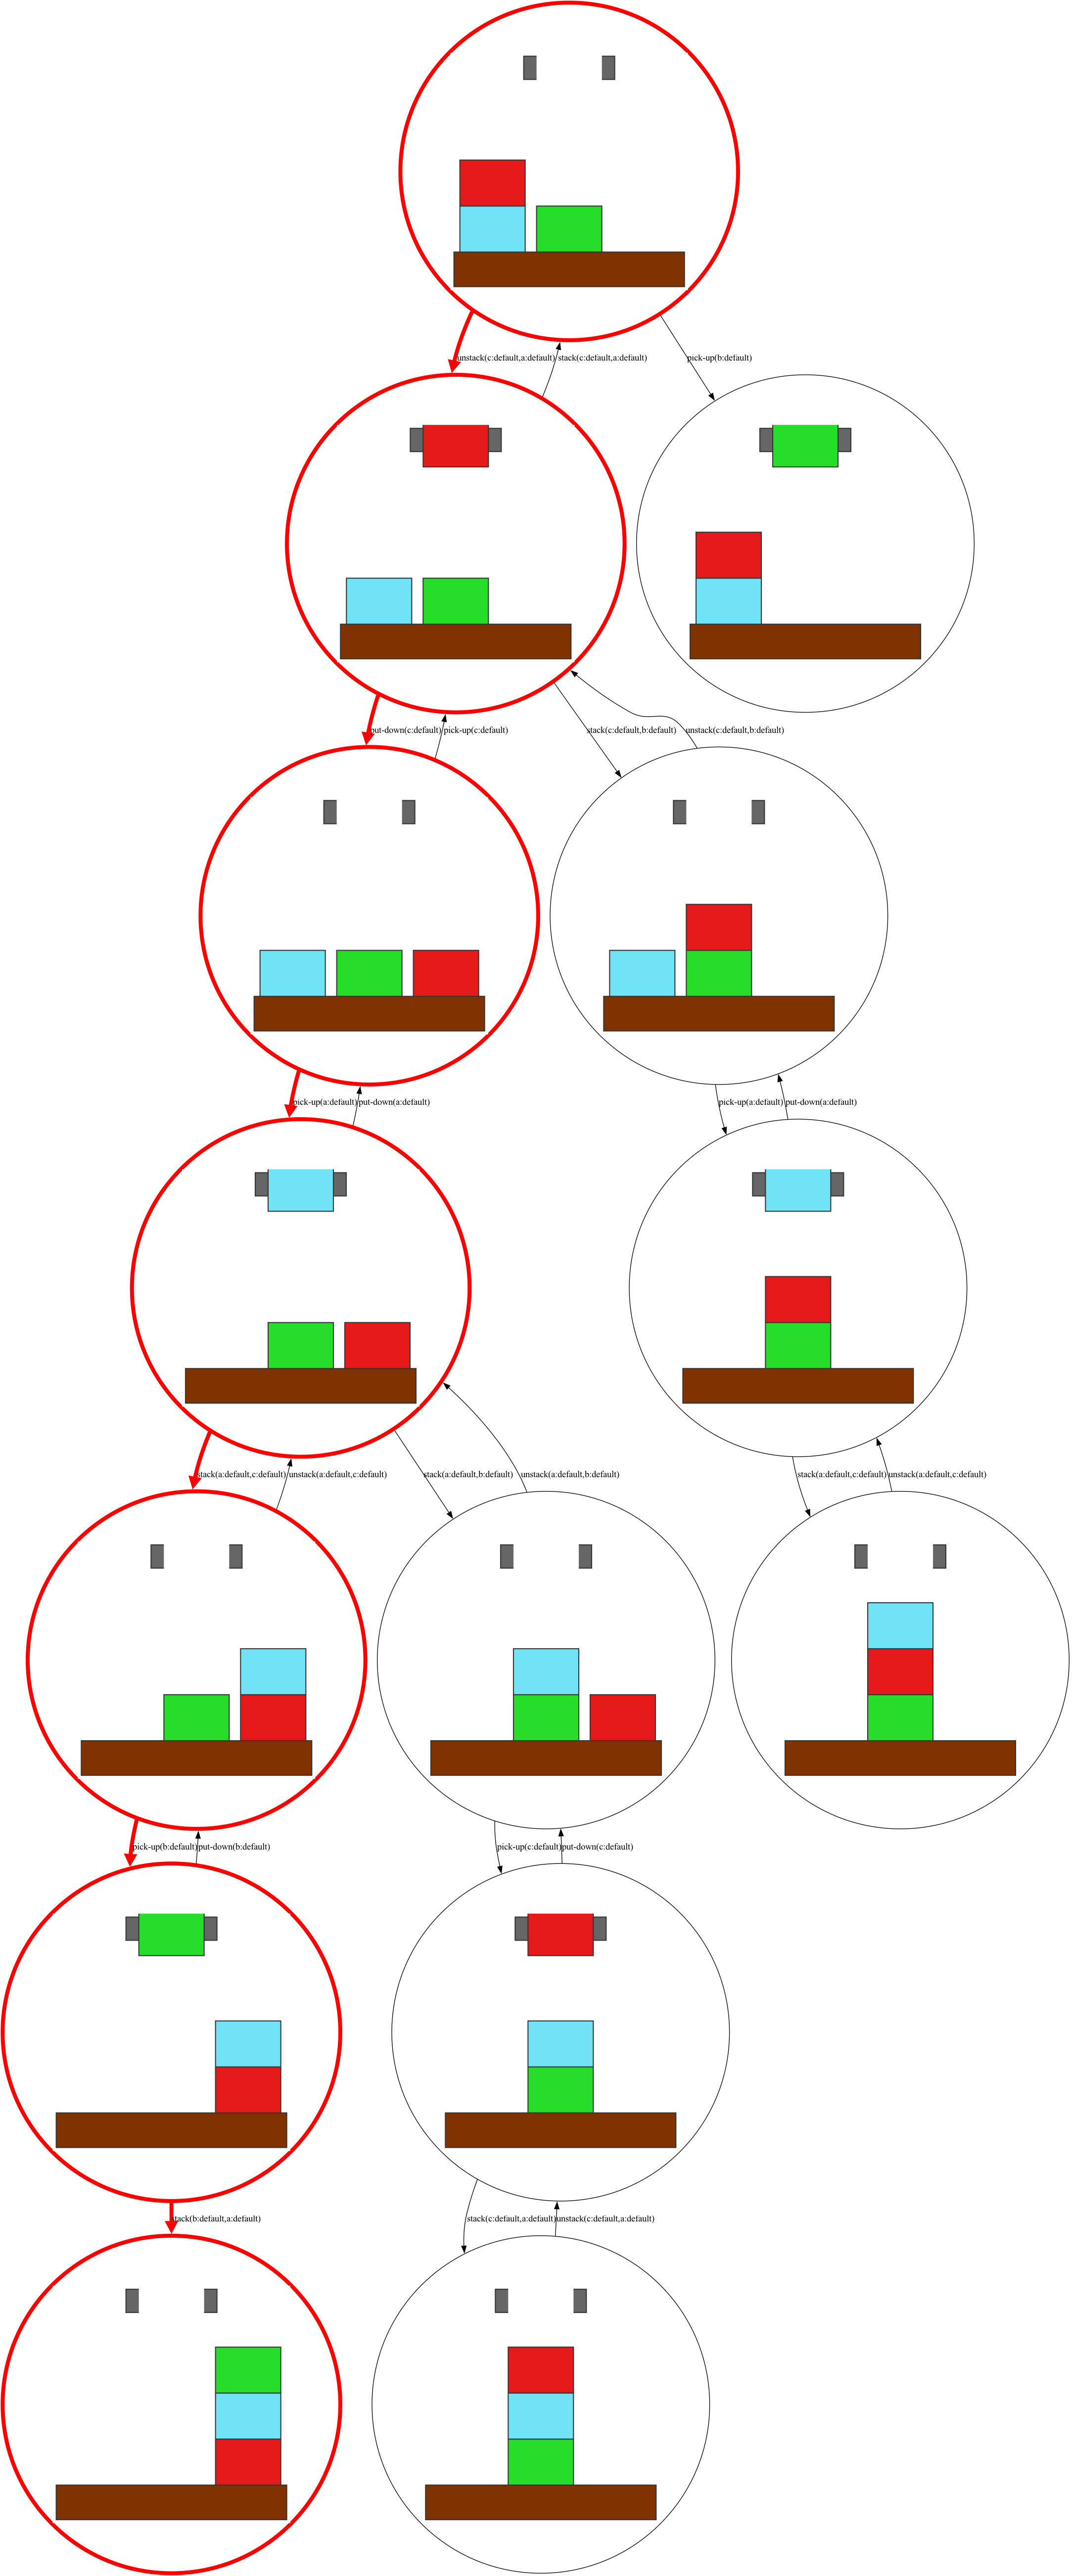 unstack(c:default,a:default)
stack(c:default,a:default)
pick-up(b:default)
put-down(c:default)
pick-up(c:default)
stack(c:default,b:default)
unstack(c:default,b:default)
pick-up(a:default)
put-down(a:default)
pick-up(a:default)
put-down(a:default)
stack(a:default,c:default)
unstack(a:default,c:default)
stack(a:default,b:default)
unstack(a:default,b:default)
stack(a:default,c:default)
unstack(a:default,c:default)
pick-up(b:default)
put-down(b:default)
pick-up(c:default)
put-down(c:default)
stack(b:default,a:default)
stack(c:default,a:default)
unstack(c:default,a:default)